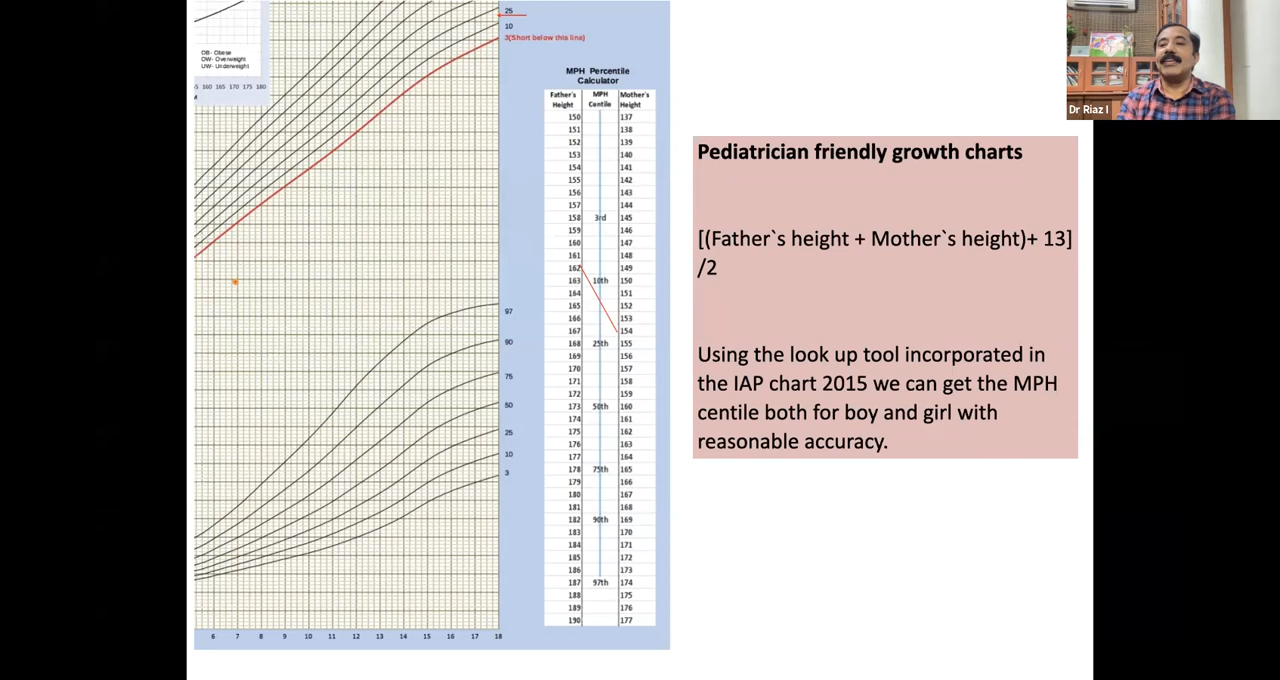 OB- Obese
OW- Overweight
UW- Underweight
160 165 170 175 180
25
10
3(Short below this line)
97
90
75
50
25
10
3
6 7 8 9 10 11 12 13 14 15 16 17 18
MPH Percentile
Calculator
Father's MPH Mother's
Height Centile Height
150 137
151 138
152 139
153 140
154 141
155 142
156 143
157 144
158 3rd 145
159 146
160 147
161 148
162 149
163 10th 150
164 151
165 152
166 153
167 154
168 25th 155
169 156
170 157
171 158
172 159
173 50th 160
174 161
175 162
176 163
177 164
178 75th 165
179 166
180 167
181 168
182 90th 169
183 170
184 171
185 172
186 173
187 97th 174
188 175
189 176
190 177
Pediatrician friendly growth charts
[(Father`s height + Mother`s height)+ 13]
/2
Using the look up tool incorporated in
the IAP chart 2015 we can get the MPH
centile both for boy and girl with
reasonable accuracy.
Dr Riaz I